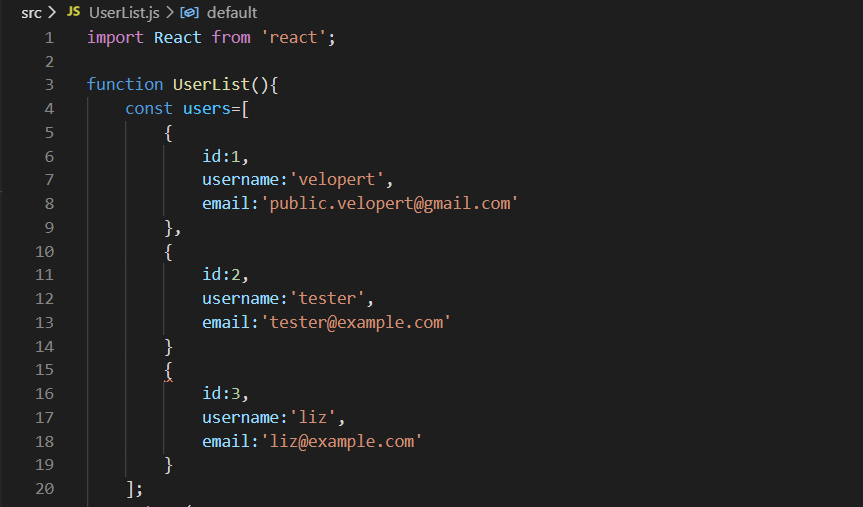 src > JS UserList.js > default
1 import React from 'react';
2
3 function UserList(){
4 const users=[
5 {
6 id:1,
7 username:'velopert',
8 email:'public.velopert@gmail.com'
9 },
10 {
11 id:2,
12 username:'tester',
13 email:'tester@example.com'
14 }
15 {
16 id:3,
17 username:'liz',
18 email:'liz@example.com'
19 }
20 ];